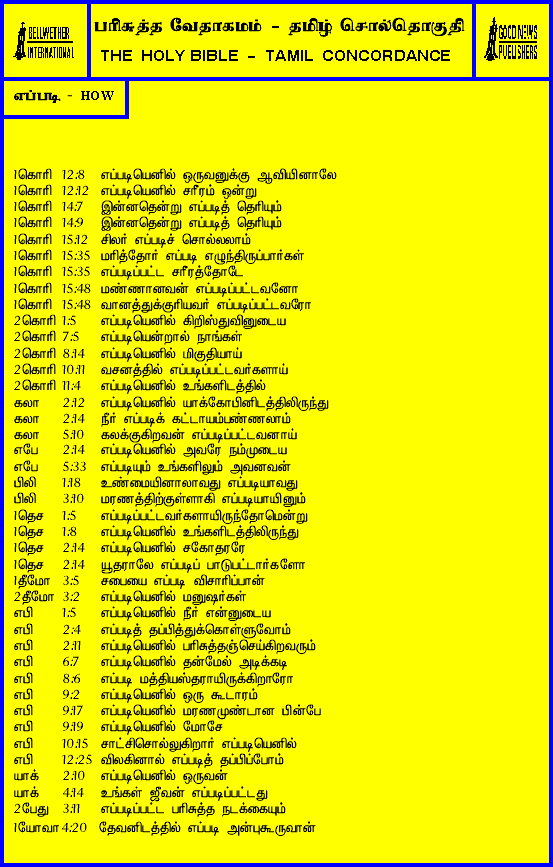 BELLWETHER
INTERNATIONAL
பரிசுத்த வேதாகமம் - தமிழ் சொல்தொகுதி
THE HOLY BIBLE - TAMIL CONCORDANCE
GOOD NEWS
PUBLISHERS
எப்படி - HOW
1கொரி 12:8 எப்படியெனில் ஒருவனுக்கு ஆவியினாலே
1கொரி 12:12 எப்படியெனில் சரீரம் ஒன்று
1கொரி 14:7 இன்னதென்று எப்படித் தெரியும்
1கொரி 14:9 இன்னதென்று எப்படித் தெரியும்
1கொரி 15:12 சிலர் எப்படிச் சொல்லலாம்
1கொரி 15:35 மரித்தோர் எப்படி எழுந்திருப்பார்கள்
1கொரி 15:35 எப்படிப்பட்ட சரீரத்தோடே
1கொரி 15:48 மண்ணானவன் எப்படிப்பட்டவனோ
1கொரி 15:48 வானத்துக்குரியவர் எப்படிப்பட்டவரோ
2கொரி 1:5 எப்படியெனில் கிறிஸ்துவினுடைய
2கொரி 7:5 எப்படியென்றால் நாங்கள்
2கொரி 8:14 எப்படியெனில் மிகுதியாய்
2கொரி 10:11 வசனத்தில் எப்படிப்பட்டவர்களாய்
2கொரி 11:4 எப்படியெனில் உங்களிடத்தில்
கலா 2:12 எப்படியெனில் யாக்கோபினிடத்திலிருந்து
கலா 2:14 நீர் எப்படிக் கட்டாயம்பண்ணலாம்
கலா 5:10 கலக்குகிறவன் எப்படிப்பட்டவனாய்
எபே 2:14 எப்படியெனில் அவரே நம்முடைய
எபே 5:33 எப்படியும் உங்களிலும் அவனவன்
பிலி 1:18 உண்மையினாலாவது எப்படியாவது
பிலி 3:10 மரணத்திற்குள்ளாகி எப்படியாயினும்
1தெச 1:5 எப்படிப்பட்டவர்களாயிருந்தோமென்று
1தெச 1:8 எப்படியெனில் உங்களிடத்திலிருந்து
1தெச 2:14 எப்படியெனில் சகோதரரே
1தெச 2:14 யூதராலே எப்படிப் பாடுபட்டார்களோ
1தீமோ 3:5 சபையை எப்படி விசாரிப்பான்
2தீமோ 3:2 எப்படியெனில் மனுஷர்கள்
எபி 1:5 எப்படியெனில் நீர் என்னுடைய
எபி 2:4 எப்படித் தப்பித்துக்கொள்ளுவோம்
எபி 2:11 எப்படியெனில் பரிசுத்தஞ்செய்கிறவரும்
எபி 6:7 எப்படியெனில் தன்மேல் அடிக்கடி
எபி 8:6 எப்படி மத்தியஸ்தராயிருக்கிறாரோ
எபி 9:2 எப்படியெனில் ஒரு கூடாரம்
எபி 9:17 எப்படியெனில் மரணமுண்டான பின்பே
எபி 9:19 எப்படியெனில் மோசே
எபி 10:15 சாட்சிசொல்லுகிறார் எப்படியெனில்
எபி 12:25 விலகினால் எப்படித் தப்பிப்போம்
யாக் 2:10 எப்படியெனில் ஒருவன்
யாக் 4:14 உங்கள் ஜீவன் எப்படிப்பட்டது
2பேது 3:11 எப்படிப்பட்ட பரிசுத்த நடக்கையும்
1யோவா 4:20 தேவனிடத்தில் எப்படி அன்புகூருவான்